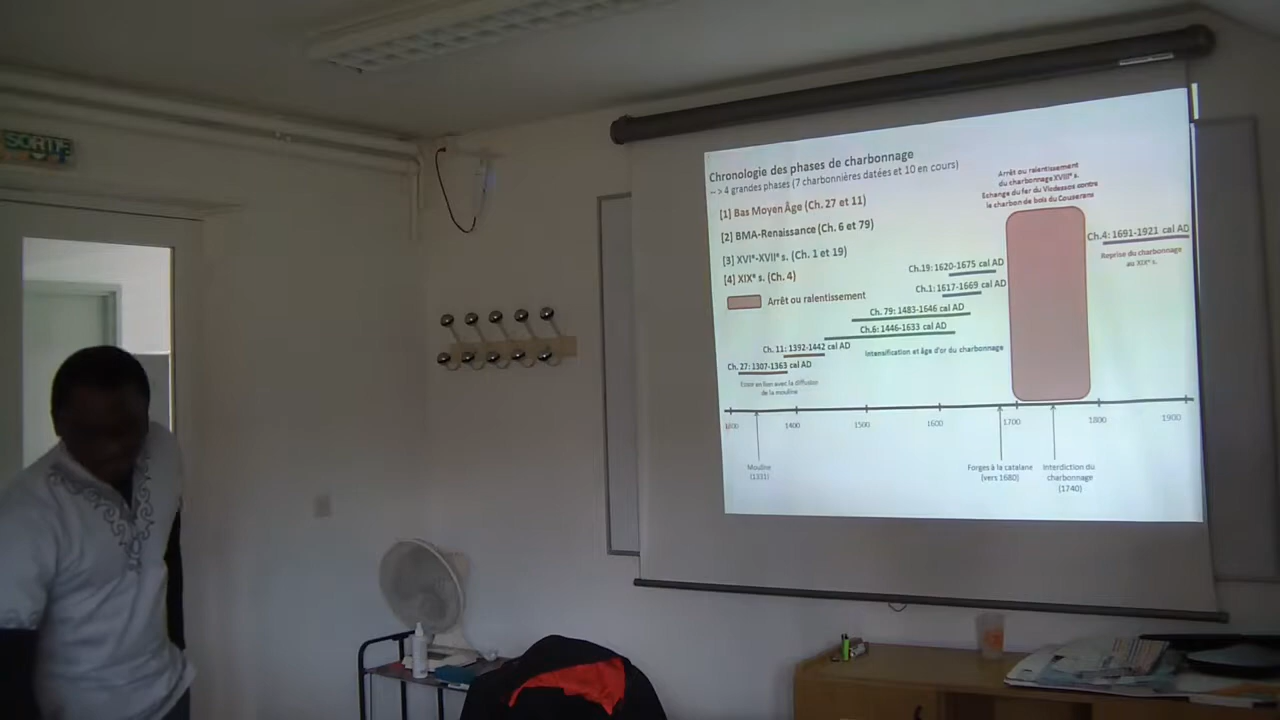 SORTIE
Chronologie des phases de charbonnage
--> 4 grandes phases (7 charbonnières datées et 10 en cours)
[1] Bas Moyen Âge (Ch. 27 et 11)
[2] BMA-Renaissance (Ch. 6 et 79)
[3] XVIᵉ-XVIIᵉ s. (Ch. 1 et 19)
[4] XIXᵉ s. (Ch. 4)
Arrêt ou ralentissement
Arrêt ou ralentissement
du charbonnage XVIIIᵉ s.
Echange du fer du Vicdessos contre
le charbon de bois du Couserans
Ch.4: 1691-1921 cal AD
Reprise du charbonnage
au XIXᵉ s.
Ch.19: 1620-1675 cal AD
Ch.1: 1617-1669 cal AD
Ch. 79: 1483-1646 cal AD
Ch.6: 1446-1633 cal AD
Intensification et âge d'or du charbonnage
Ch. 11: 1392-1442 cal AD
Ch. 27: 1307-1363 cal AD
Essor en lien avec la diffusion
de la mouline
1300 1400 1500 1600 1700 1800 1900
Mouline
(1331)
Forges à la catalane
(vers 1680)
Interdiction du
charbonnage
(1740)